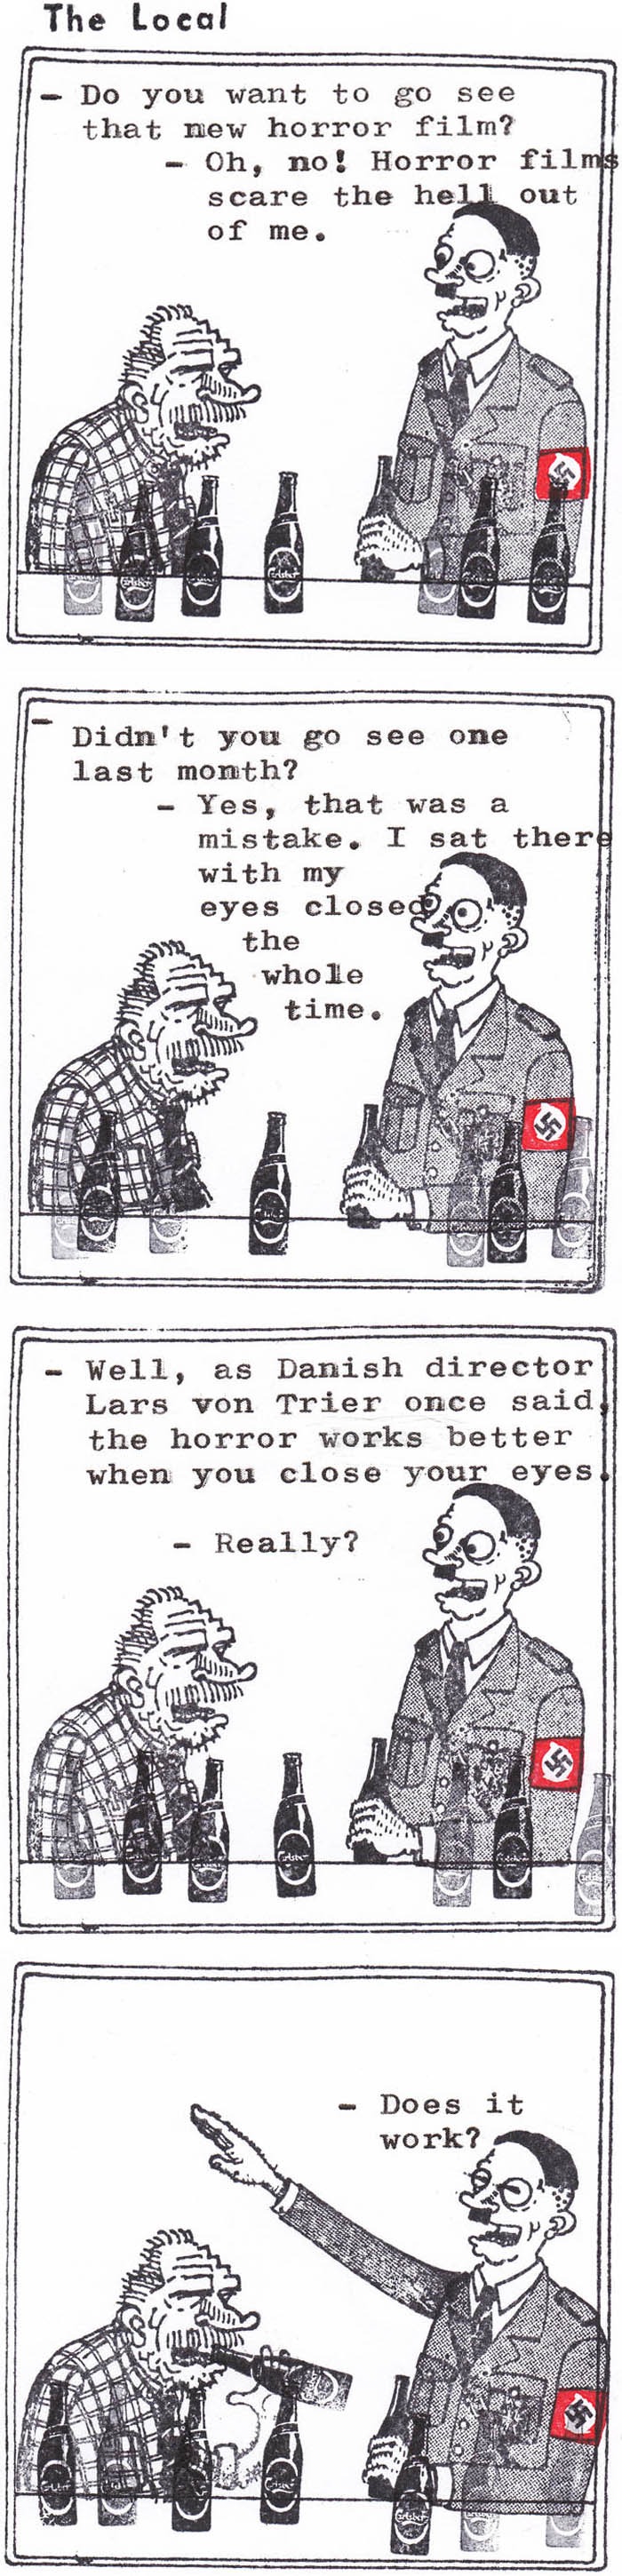 The Local
- Do you want to go see
that new horror film?
- Oh, no! Horror films
scare the hell out
of me.
- Didn't you go see one
last month?
- Yes, that was a
mistake. I sat there
with my
eyes closed
the
whole
time.
- Well, as Danish director
Lars von Trier once said,
the horror works better
when you close your eyes.
- Really?
- Does it
work?